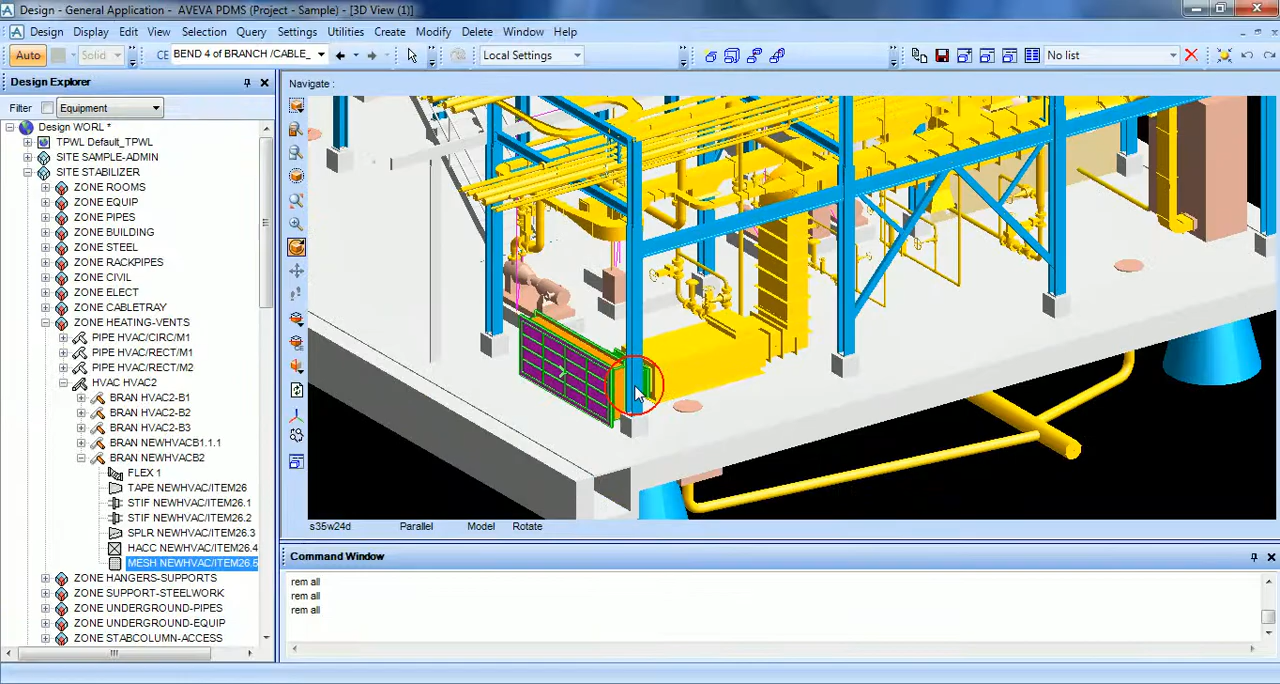 Design - General Application - AVEVA PDMS (Project - Sample) - [3D View (1)]
Design Display Edit View Selection Query Settings Utilities Create Modify Delete Window Help
Auto Solid CE BEND 4 of BRANCH /CABLE_ Local Settings No list
Design Explorer
Navigate :
Filter Equipment
Design WORL *
TPWL Default_TPWL
SITE SAMPLE-ADMIN
SITE STABILIZER
ZONE ROOMS
ZONE EQUIP
ZONE PIPES
ZONE BUILDING
ZONE STEEL
ZONE RACKPIPES
ZONE CIVIL
ZONE ELECT
ZONE CABLETRAY
ZONE HEATING-VENTS
PIPE HVAC/CIRC/M1
PIPE HVAC/RECT/M1
PIPE HVAC/RECT/M2
HVAC HVAC2
BRAN HVAC2-B1
BRAN HVAC2-B2
BRAN HVAC2-B3
BRAN NEWHVACB1.1.1
BRAN NEWHVACB2
FLEX 1
TAPE NEWHVAC/ITEM26
STIF NEWHVAC/ITEM26.1
STIF NEWHVAC/ITEM26.2
SPLR NEWHVAC/ITEM26.3
HACC NEWHVAC/ITEM26.4
MESH NEWHVAC/ITEM26.5
ZONE HANGERS-SUPPORTS
ZONE SUPPORT-STEELWORK
ZONE UNDERGROUND-PIPES
ZONE UNDERGROUND-EQUIP
ZONE STABCOLUMN-ACCESS
s35w24d Parallel Model Rotate
Command Window
rem all
rem all
rem all